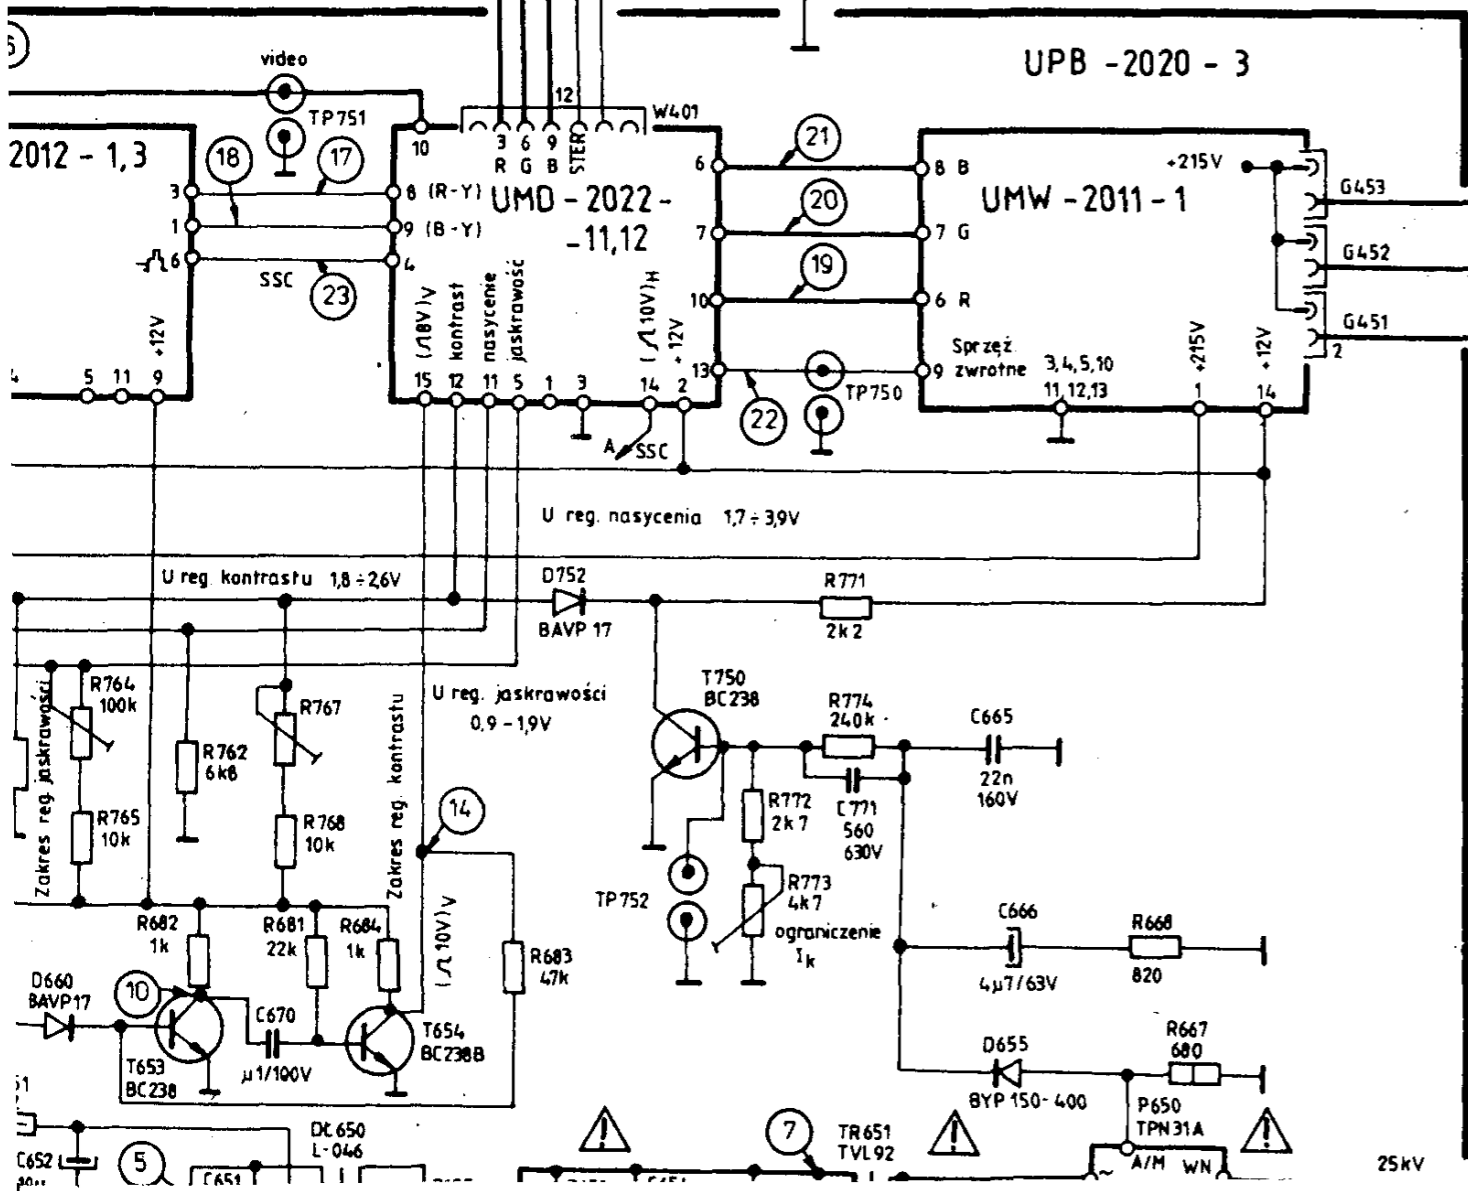 video
UPB - 2020 - 3
TP751
12
W401
2012 - 1,3
18
17
10
3 6 9
R G B
STER
6
21
8 B
+215V
G453
3
8 (R-Y)
UMD - 2022 -
- 11,12
UMW - 2011 - 1
1
9 (B-Y)
7
20
7 G
G452
6
4
SSC
23
10
19
6 R
G451
2
+12V
(8V)V
kontrast
nasycenie
jaskrawość
(10V)H
+12V
13
22
TP750
9
Sprzęż.
zwrotne
3,4,5,10
11,12,13
+215V
1
+12V
14
5 11 9
15 12 11 5 1 3 14 2
A
SSC
U reg. nasycenia 1,7 ÷ 3,9V
U reg. kontrastu 1,8 ÷ 2,6V
D752
BAVP 17
R771
2k2
U reg. jaskrawości
0,9 - 1,9V
Zakres reg. jaskrawości
R764
100k
R767
Zakres reg. kontrastu
T750
BC238
R774
240k
C665
22n
160V
R762
6k8
R765
10k
R768
10k
14
R772
2k7
C771
560
630V
TP752
R773
4k7
ograniczenie
Ik
R682
1k
R681
22k
R684
1k
(10V)V
R683
47k
C666
4µ7/63V
R668
820
D660
BAVP17
10
C670
µ1/100V
T653
BC238
T654
BC238B
D655
BYP 150-400
R667
680
P650
TPN31A
DŁ650
L-046
7
TR651
TVL92
C652
5
C651
A/M
WN
25kV